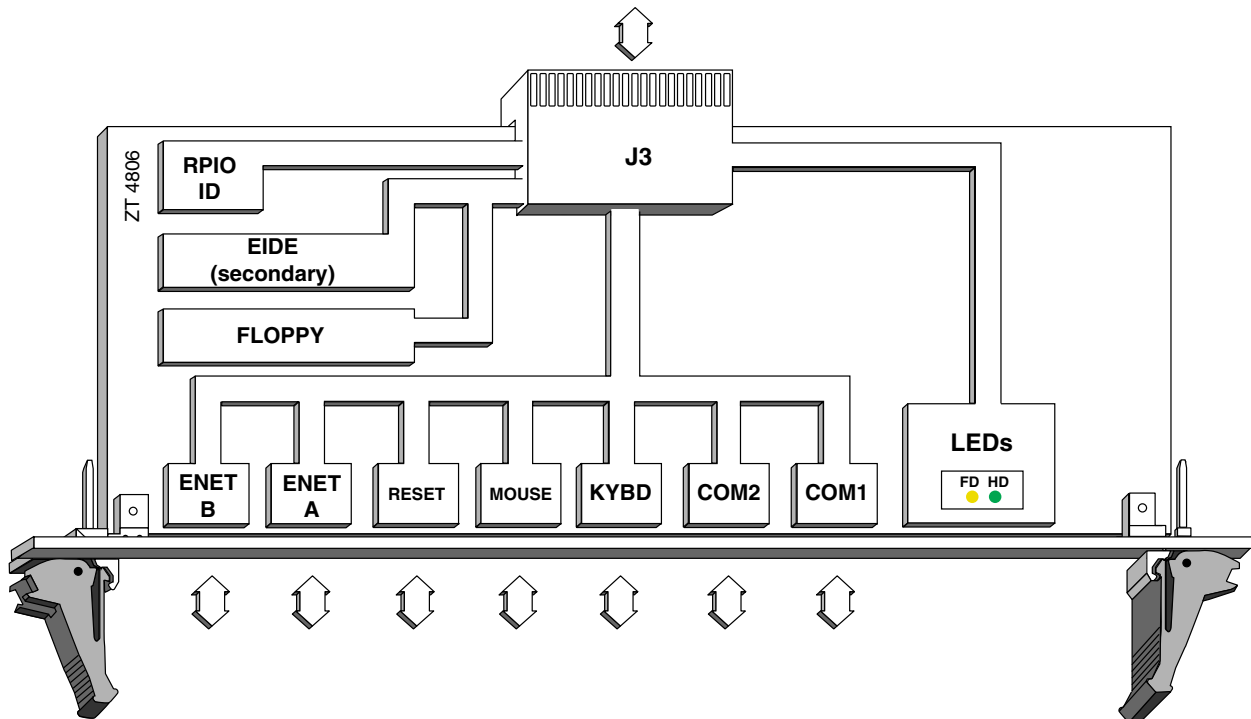 J3
ZT 4806
RPIO
ID
EIDE
(secondary)
FLOPPY
LEDs
FD HD
ENET
B
ENET
A
RESET
MOUSE
KYBD
COM2
COM1